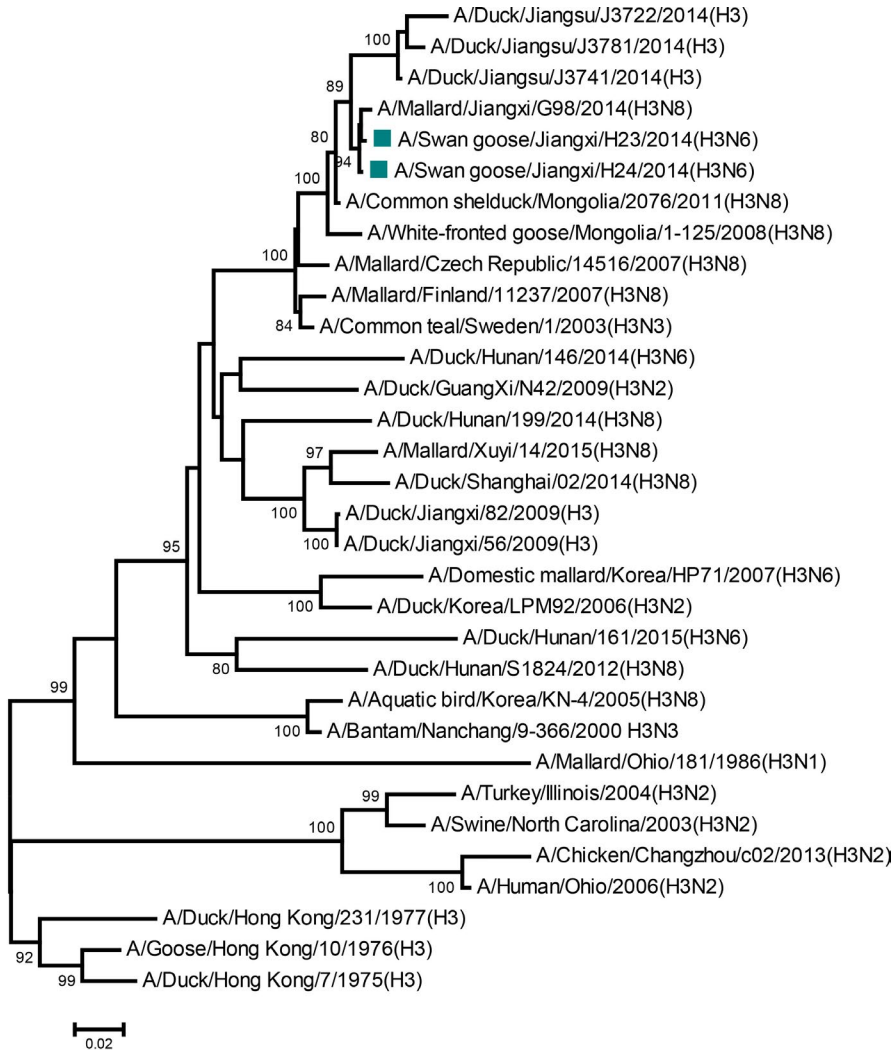 A/Duck/Jiangsu/J3722/2014(H3)
100
A/Duck/Jiangsu/J3781/2014(H3)
A/Duck/Jiangsu/J3741/2014(H3)
89
A/Mallard/Jiangxi/G98/2014(H3N8)
80
A/Swan goose/Jiangxi/H23/2014(H3N6)
94
A/Swan goose/Jiangxi/H24/2014(H3N6)
100
A/Common shelduck/Mongolia/2076/2011(H3N8)
A/White-fronted goose/Mongolia/1-125/2008(H3N8)
100
A/Mallard/Czech Republic/14516/2007(H3N8)
A/Mallard/Finland/11237/2007(H3N8)
84
A/Common teal/Sweden/1/2003(H3N3)
A/Duck/Hunan/146/2014(H3N6)
A/Duck/GuangXi/N42/2009(H3N2)
A/Duck/Hunan/199/2014(H3N8)
97
A/Mallard/Xuyi/14/2015(H3N8)
A/Duck/Shanghai/02/2014(H3N8)
100
A/Duck/Jiangxi/82/2009(H3)
100
A/Duck/Jiangxi/56/2009(H3)
95
A/Domestic mallard/Korea/HP71/2007(H3N6)
100
A/Duck/Korea/LPM92/2006(H3N2)
A/Duck/Hunan/161/2015(H3N6)
80
A/Duck/Hunan/S1824/2012(H3N8)
99
A/Aquatic bird/Korea/KN-4/2005(H3N8)
100
A/Bantam/Nanchang/9-366/2000 H3N3
A/Mallard/Ohio/181/1986(H3N1)
99
A/Turkey/Illinois/2004(H3N2)
100
A/Swine/North Carolina/2003(H3N2)
A/Chicken/Changzhou/c02/2013(H3N2)
100
A/Human/Ohio/2006(H3N2)
A/Duck/Hong Kong/231/1977(H3)
92
A/Goose/Hong Kong/10/1976(H3)
99
A/Duck/Hong Kong/7/1975(H3)
0.02